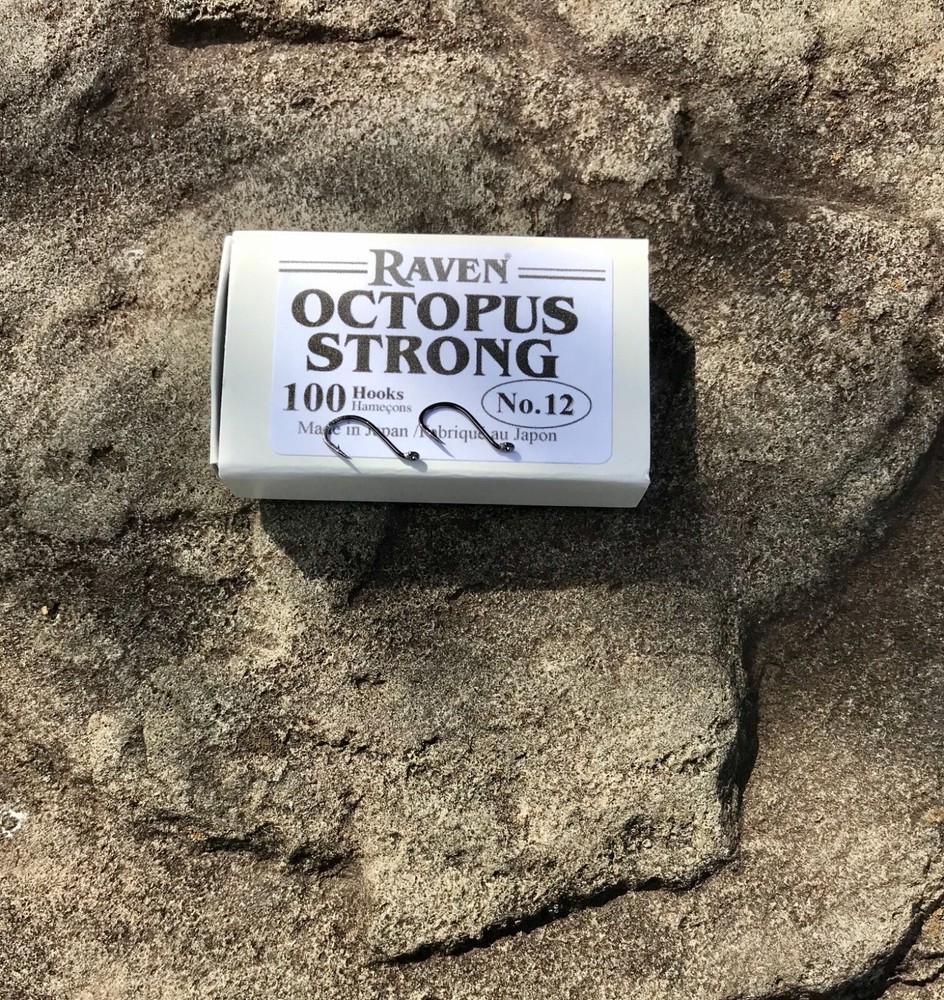 RAVEN®
OCTOPUS
STRONG
100 Hooks
Hameçons
No.12
Made in Japan / Fabriqué au Japon